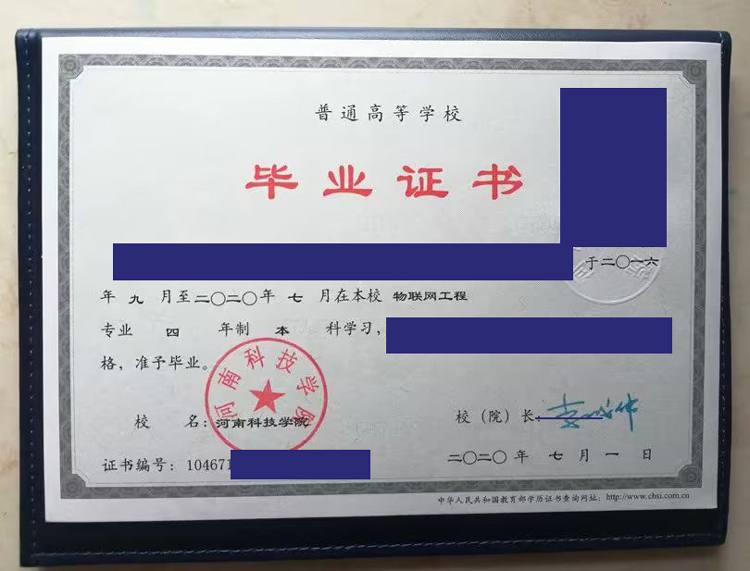 普通高等学校
毕业证书
于二〇一六
年 九 月至二〇二〇年 七 月在本校 物联网工程
专业 四 年制 本 科学习，
格，准予毕业。
河南科技学院
校 名：河南科技学院
校（院）长：
证书编号：104671
二〇二〇年 七 月 一 日
中华人民共和国教育部学历证书查询网址：http://www.chsi.com.cn